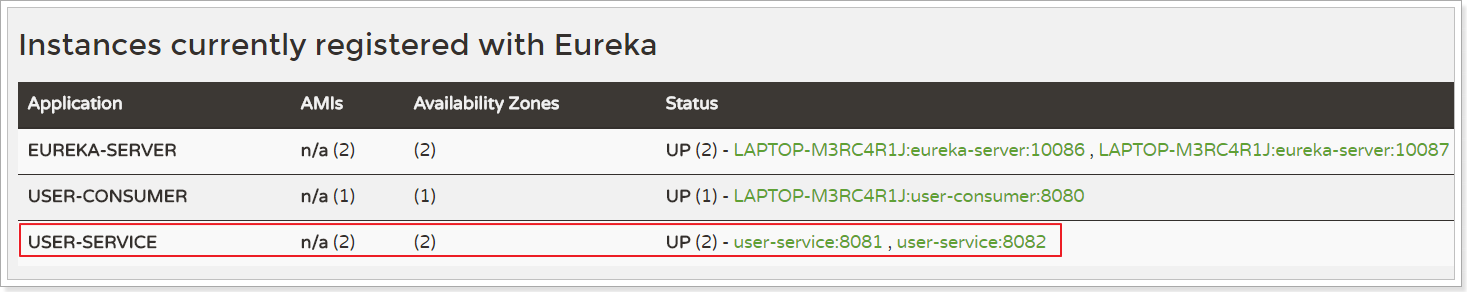 Instances currently registered with Eureka
Application AMIs Availability Zones Status
EUREKA-SERVER n/a (2) (2) UP (2) - LAPTOP-M3RC4R1J:eureka-server:10086 , LAPTOP-M3RC4R1J:eureka-server:10087
USER-CONSUMER n/a (1) (1) UP (1) - LAPTOP-M3RC4R1J:user-consumer:8080
USER-SERVICE n/a (2) (2) UP (2) - user-service:8081 , user-service:8082